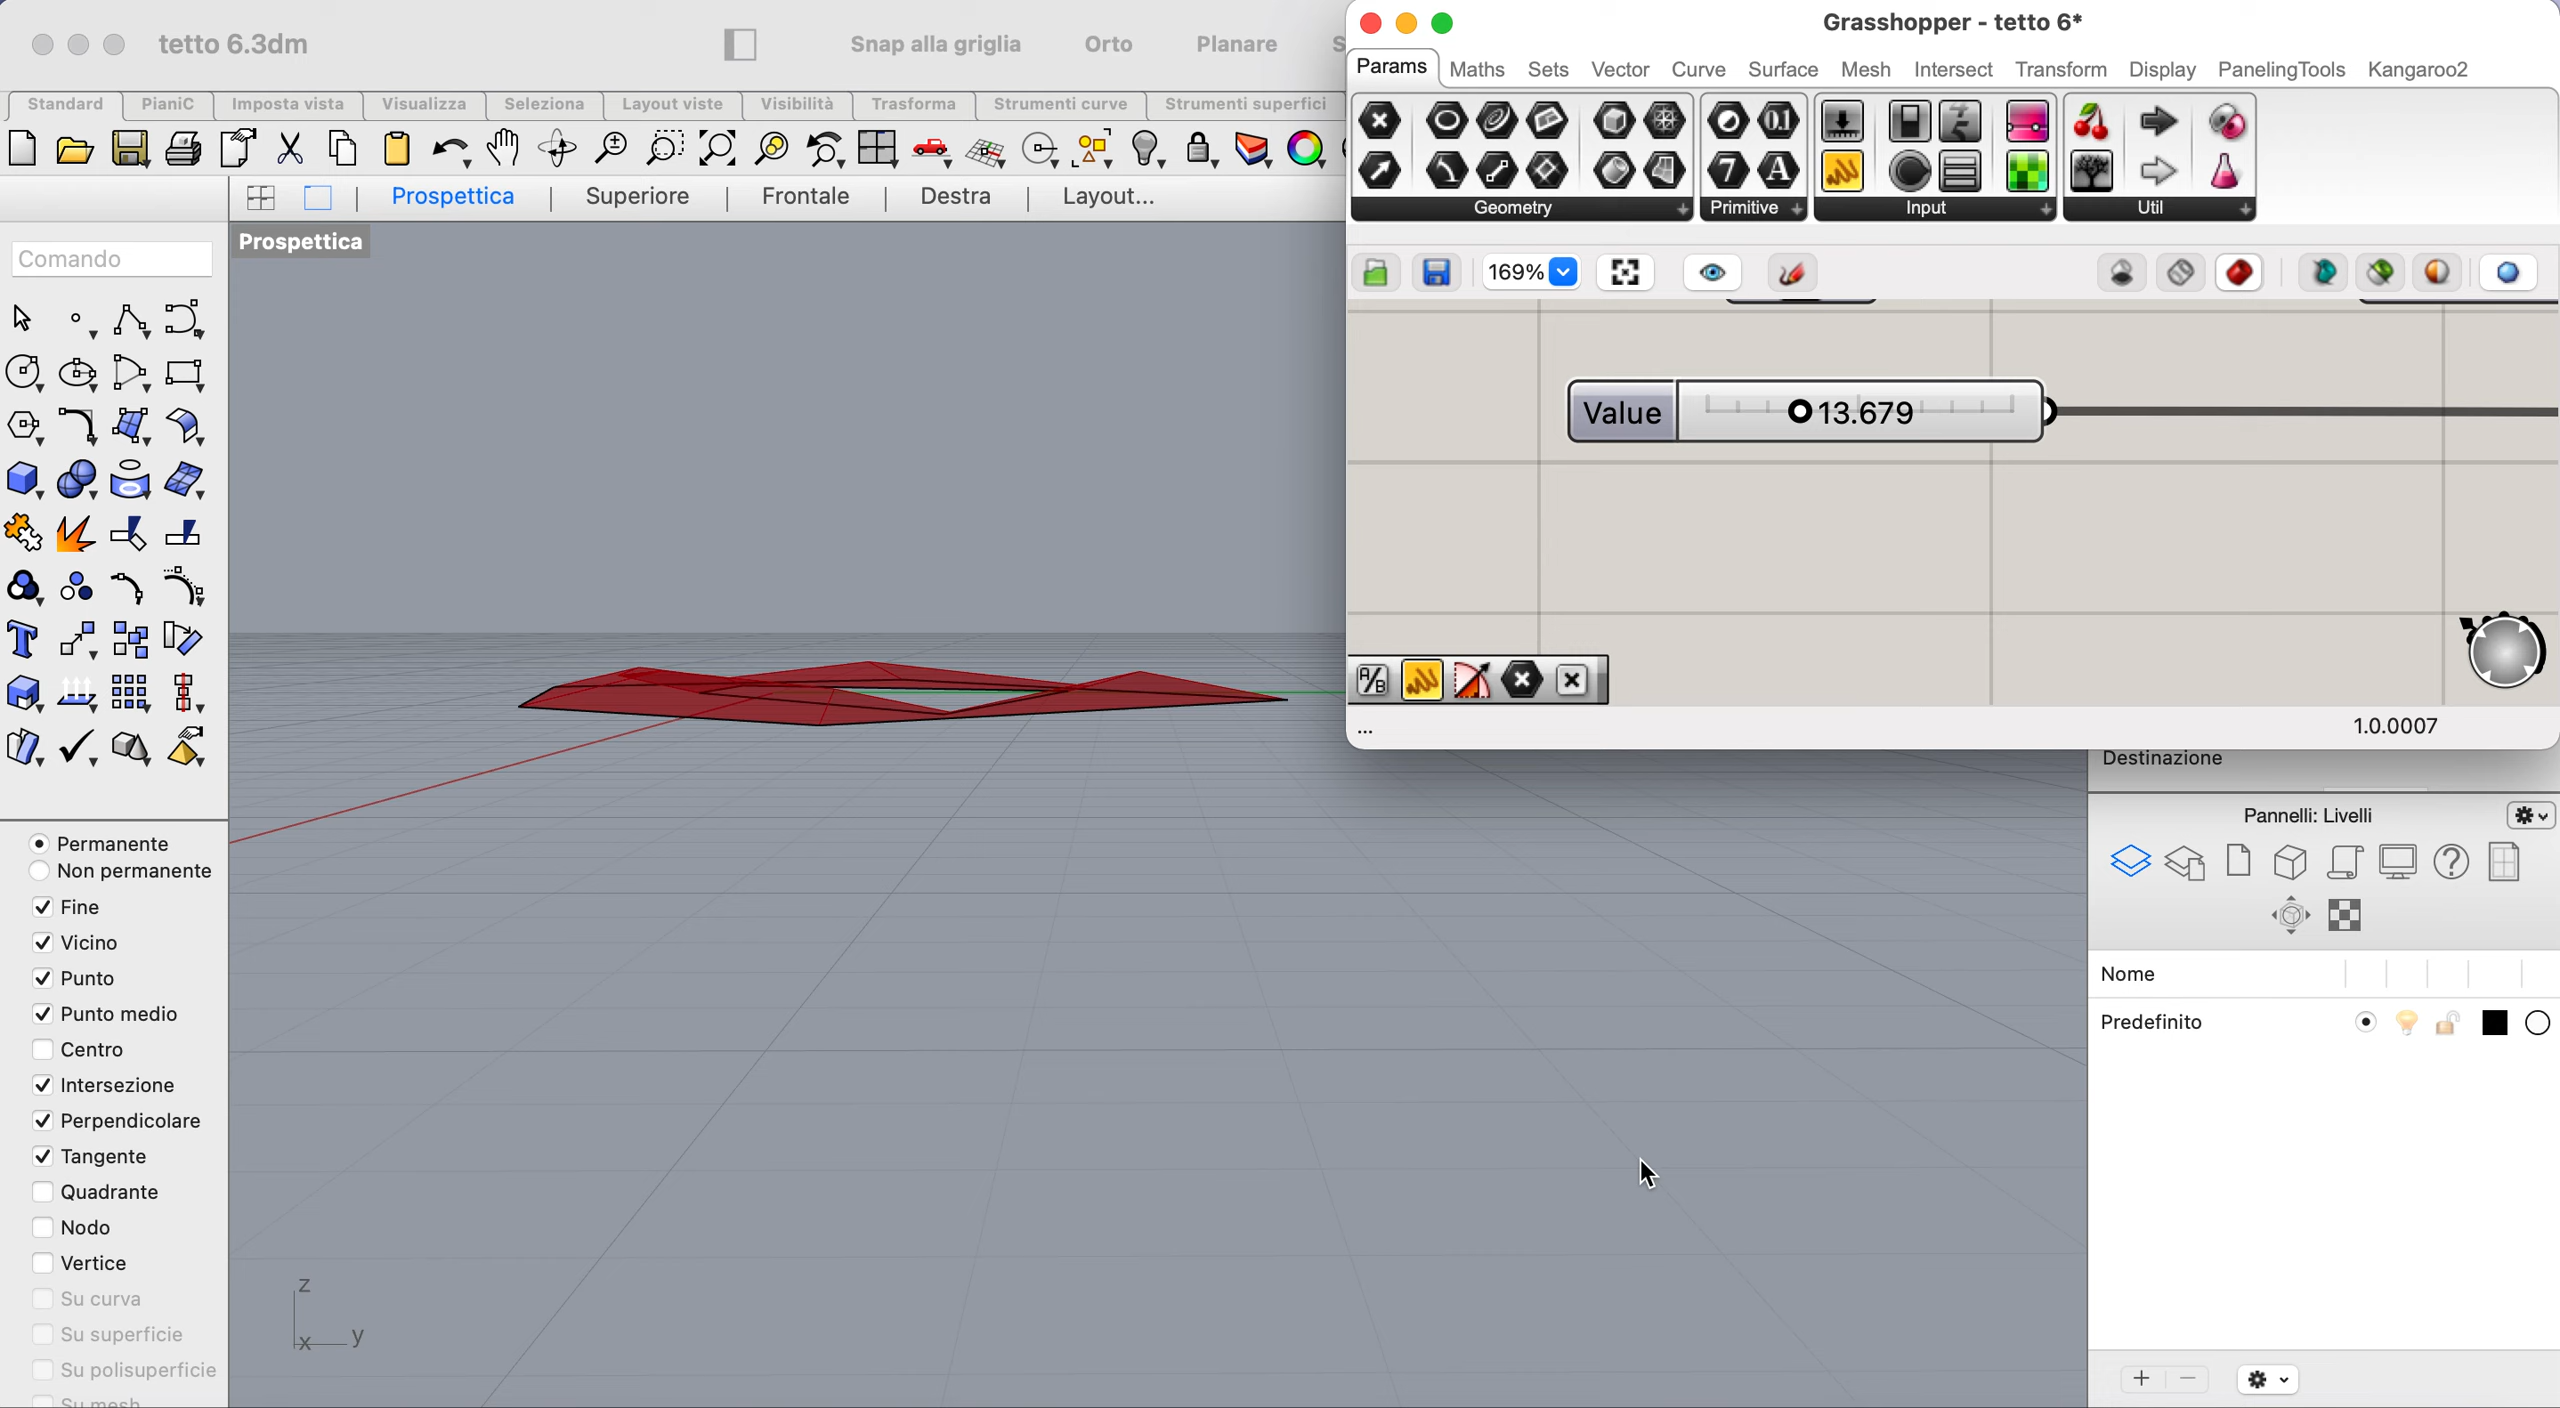 tetto 6.3dm
Snap alla griglia
Orto
Planare
S
Standard
PianiC
Imposta vista
Visualizza
Seleziona
Layout viste
Visibilità
Trasforma
Strumenti curve
Strumenti superfici
Prospettica
Superiore
Frontale
Destra
Layout...
Comando
Prospettica
Grasshopper - tetto 6*
Params
Maths
Sets
Vector
Curve
Surface
Mesh
Intersect
Transform
Display
PanelingTools
Kangaroo2
Geometry
Primitive
Input
Util
169%
Value
13.679
...
1.0.0007
Permanente
Non permanente
Fine
Vicino
Punto
Punto medio
Centro
Intersezione
Perpendicolare
Tangente
Quadrante
Nodo
Vertice
Su curva
Su superficie
Su polisuperficie
Su mesh
z
x
y
Destinazione
Pannelli: Livelli
Nome
Predefinito